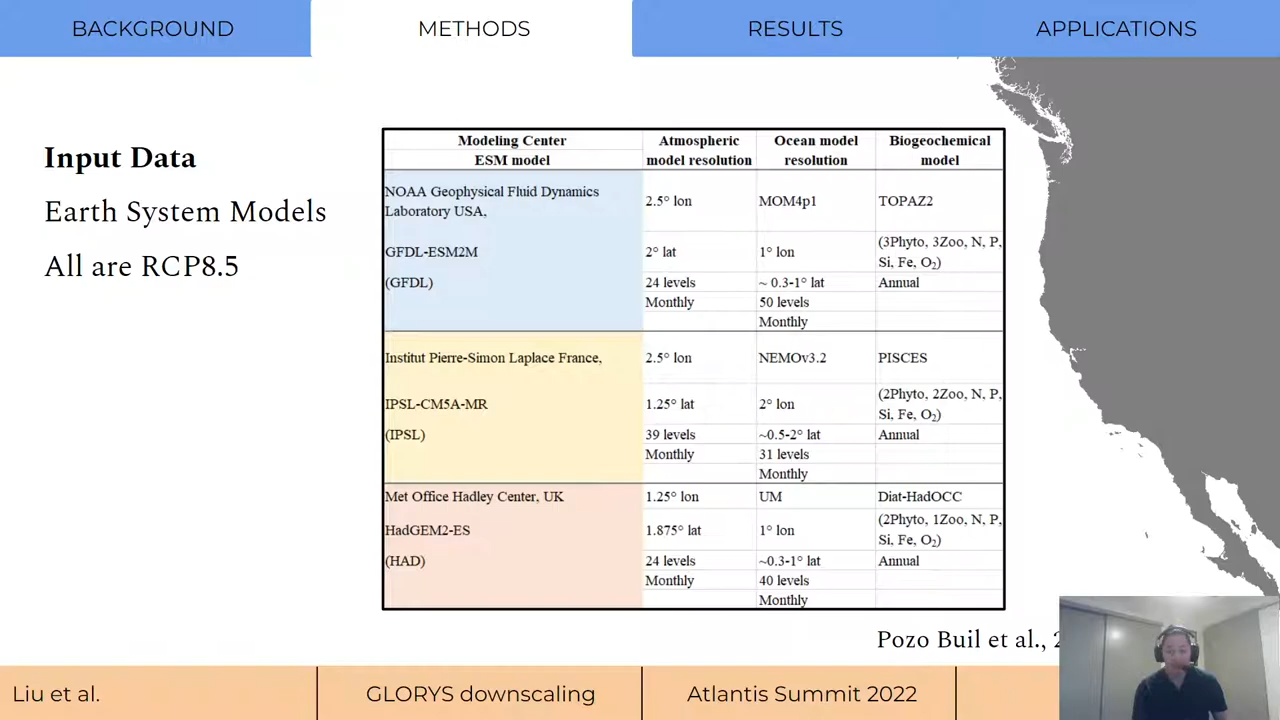 BACKGROUND
METHODS
RESULTS
APPLICATIONS
Input Data
Earth System Models
All are RCP8.5
Modeling Center Atmospheric Ocean model Biogeochemical
ESM model model resolution resolution model
NOAA Geophysical Fluid Dynamics
Laboratory USA, 2.5° lon MOM4p1 TOPAZ2
GFDL-ESM2M 2° lat 1° lon (3Phyto, 3Zoo, N, P,
Si, Fe, O₂)
(GFDL) 24 levels ~ 0.3-1° lat Annual
Monthly 50 levels
Monthly
Institut Pierre-Simon Laplace France, 2.5° lon NEMOv3.2 PISCES
IPSL-CM5A-MR 1.25° lat 2° lon (2Phyto, 2Zoo, N, P,
Si, Fe, O₂)
(IPSL) 39 levels ~0.5-2° lat Annual
Monthly 31 levels
Monthly
Met Office Hadley Center, UK 1.25° lon UM Diat-HadOCC
HadGEM2-ES 1.875° lat 1° lon (2Phyto, 1Zoo, N, P,
Si, Fe, O₂)
(HAD) 24 levels ~0.3-1° lat Annual
Monthly 40 levels
Monthly
Pozo Buil et al.,
Liu et al.
GLORYS downscaling
Atlantis Summit 2022